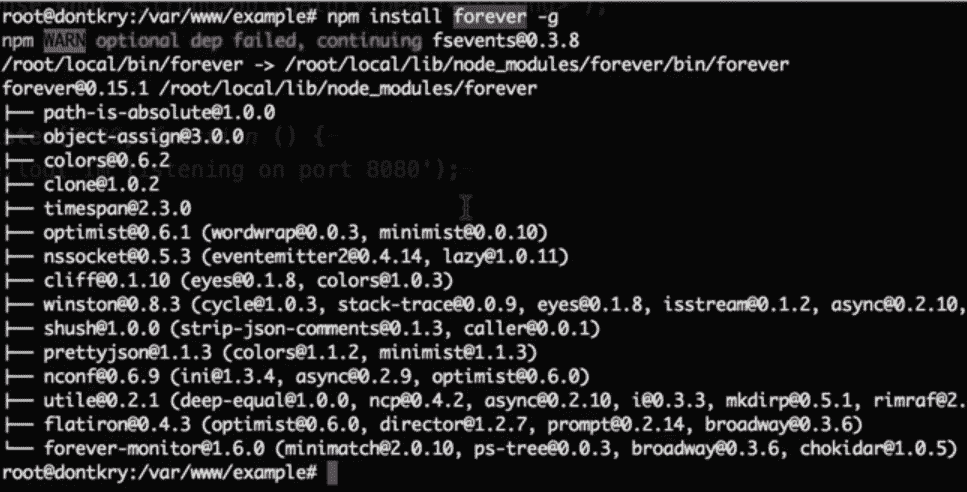 root@dontkry:/var/www/example# npm install forever -g
npm WARN optional dep failed, continuing fsevents@0.3.8
/root/local/bin/forever -> /root/local/lib/node_modules/forever/bin/forever
forever@0.15.1 /root/local/lib/node_modules/forever
├── path-is-absolute@1.0.0
├── object-assign@3.0.0
├── colors@0.6.2
├── clone@1.0.2
├── timespan@2.3.0
├── optimist@0.6.1 (wordwrap@0.0.3, minimist@0.0.10)
├── nssocket@0.5.3 (eventemitter2@0.4.14, lazy@1.0.11)
├── cliff@0.1.10 (eyes@0.1.8, colors@1.0.3)
├── winston@0.8.3 (cycle@1.0.3, stack-trace@0.0.9, eyes@0.1.8, isstream@0.1.2, async@0.2.10,
├── shush@1.0.0 (strip-json-comments@0.1.3, caller@0.0.1)
├── prettyjson@1.1.3 (colors@1.1.2, minimist@1.1.3)
├── nconf@0.6.9 (ini@1.3.4, async@0.2.9, optimist@0.6.0)
├── utile@0.2.1 (deep-equal@1.0.0, ncp@0.4.2, async@0.2.10, i@0.3.3, mkdirp@0.5.1, rimraf@2.
├── flatiron@0.4.3 (optimist@0.6.0, director@1.2.7, prompt@0.2.14, broadway@0.3.6)
└── forever-monitor@1.6.0 (minimatch@2.0.10, ps-tree@0.0.3, broadway@0.3.6, chokidar@1.0.5)
root@dontkry:/var/www/example#
() {
listening on port 8080');